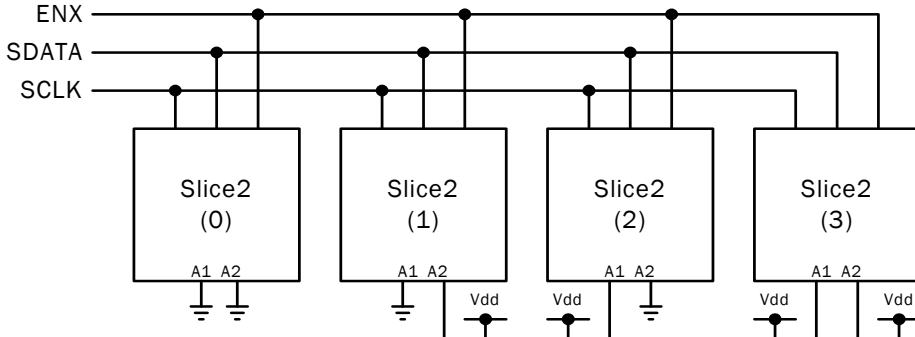 ENX
SDATA
SCLK
Slice2 Slice2 Slice2 Slice2
(0) (1) (2) (3)
A1 A2 A1 A2 A1 A2 A1 A2
Vdd Vdd Vdd Vdd